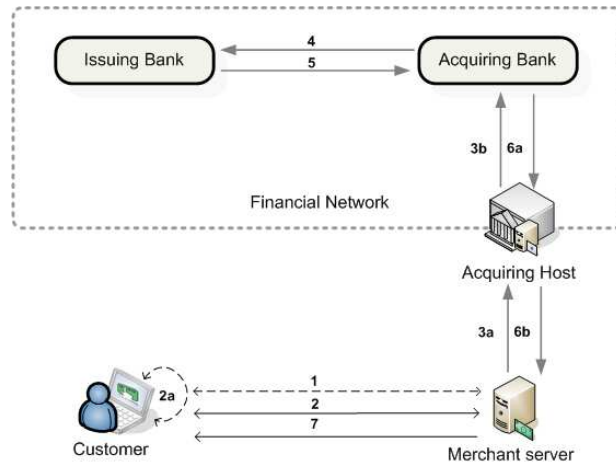 4
Issuing Bank
Acquiring Bank
5
3b
6a
Financial Network
Acquiring Host
3a
6b
1
2a
2
7
Customer
Merchant server